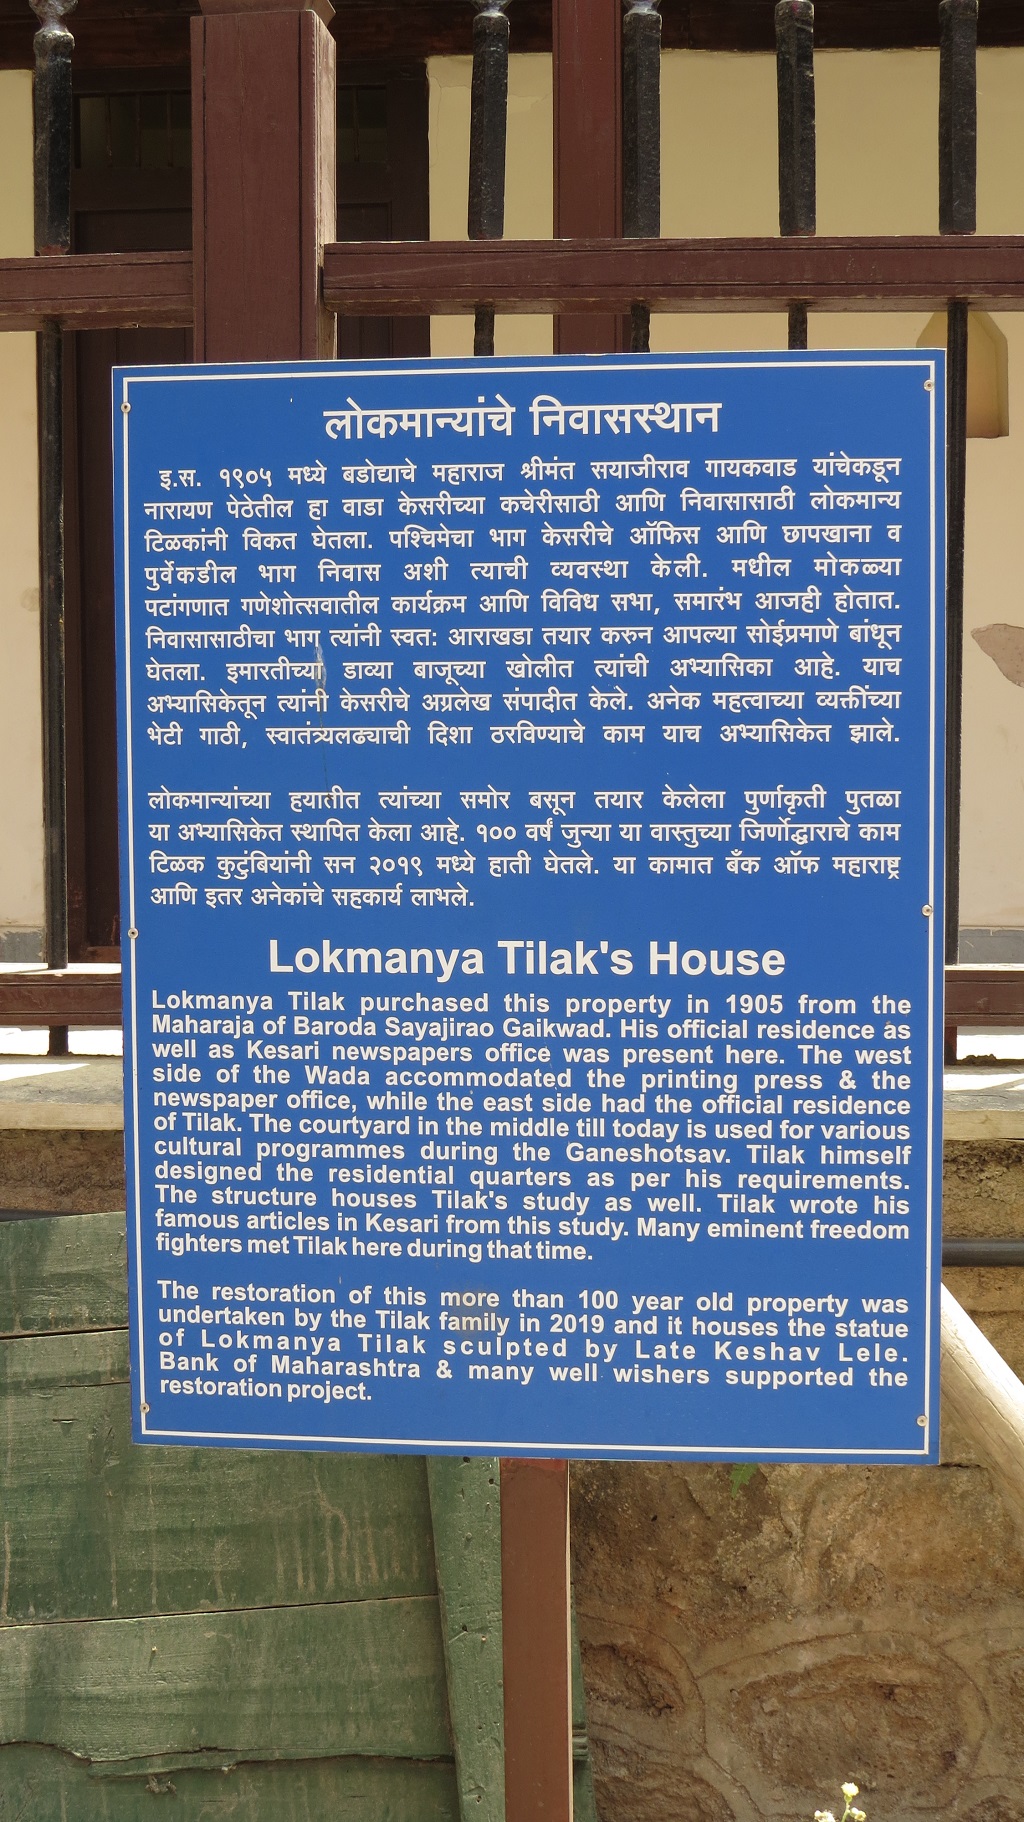 लोकमान्यांचे निवासस्थान
इ.स. १९०५ मध्ये बडोद्याचे महाराज श्रीमंत सयाजीराव गायकवाड यांचेकडून
नारायण पेठेतील हा वाडा केसरीच्या कचेरीसाठी आणि निवासासाठी लोकमान्य
टिळकांनी विकत घेतला. पश्चिमेचा भाग केसरीचे ऑफिस आणि छापखाना व
पुर्वेकडील भाग निवास अशी त्याची व्यवस्था केली. मधील मोकळ्या
पटांगणात गणेशोत्सवातील कार्यक्रम आणि विविध सभा, समारंभ आजही होतात.
निवासासाठीचा भाग त्यांनी स्वत: आराखडा तयार करुन आपल्या सोईप्रमाणे बांधून
घेतला. इमारतीच्या डाव्या बाजूच्या खोलीत त्यांची अभ्यासिका आहे. याच
अभ्यासिकेतून त्यांनी केसरीचे अग्रलेख संपादीत केले. अनेक महत्वाच्या व्यक्तींच्या
भेटी गाठी, स्वातंत्र्यलढ्याची दिशा ठरविण्याचे काम याच अभ्यासिकेत झाले.
लोकमान्यांच्या हयातीत त्यांच्या समोर बसून तयार केलेला पुर्णाकृती पुतळा
या अभ्यासिकेत स्थापित केला आहे. १०० वर्षं जुन्या या वास्तुच्या जिर्णोद्धाराचे काम
टिळक कुटुंबियांनी सन २०१९ मध्ये हाती घेतले. या कामात बँक ऑफ महाराष्ट्र
आणि इतर अनेकांचे सहकार्य लाभले.
Lokmanya Tilak's House
Lokmanya Tilak purchased this property in 1905 from the
Maharaja of Baroda Sayajirao Gaikwad. His official residence as
well as Kesari newspapers office was present here. The west
side of the Wada accommodated the printing press & the
newspaper office, while the east side had the official residence
of Tilak. The courtyard in the middle till today is used for various
cultural programmes during the Ganeshotsav. Tilak himself
designed the residential quarters as per his requirements.
The structure houses Tilak's study as well. Tilak wrote his
famous articles in Kesari from this study. Many eminent freedom
fighters met Tilak here during that time.
The restoration of this more than 100 year old property was
undertaken by the Tilak family in 2019 and it houses the statue
of Lokmanya Tilak sculpted by Late Keshav Lele.
Bank of Maharashtra & many well wishers supported the
restoration project.